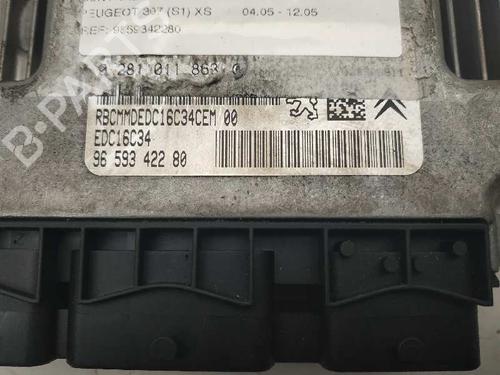 PEUGEOT 307 (S1) XS 04.05 - 12.05
REF: 9659342280
0 281 011 863
RBCMMDEDC16C34CEM 00
EDC16C34
96 593 422 80